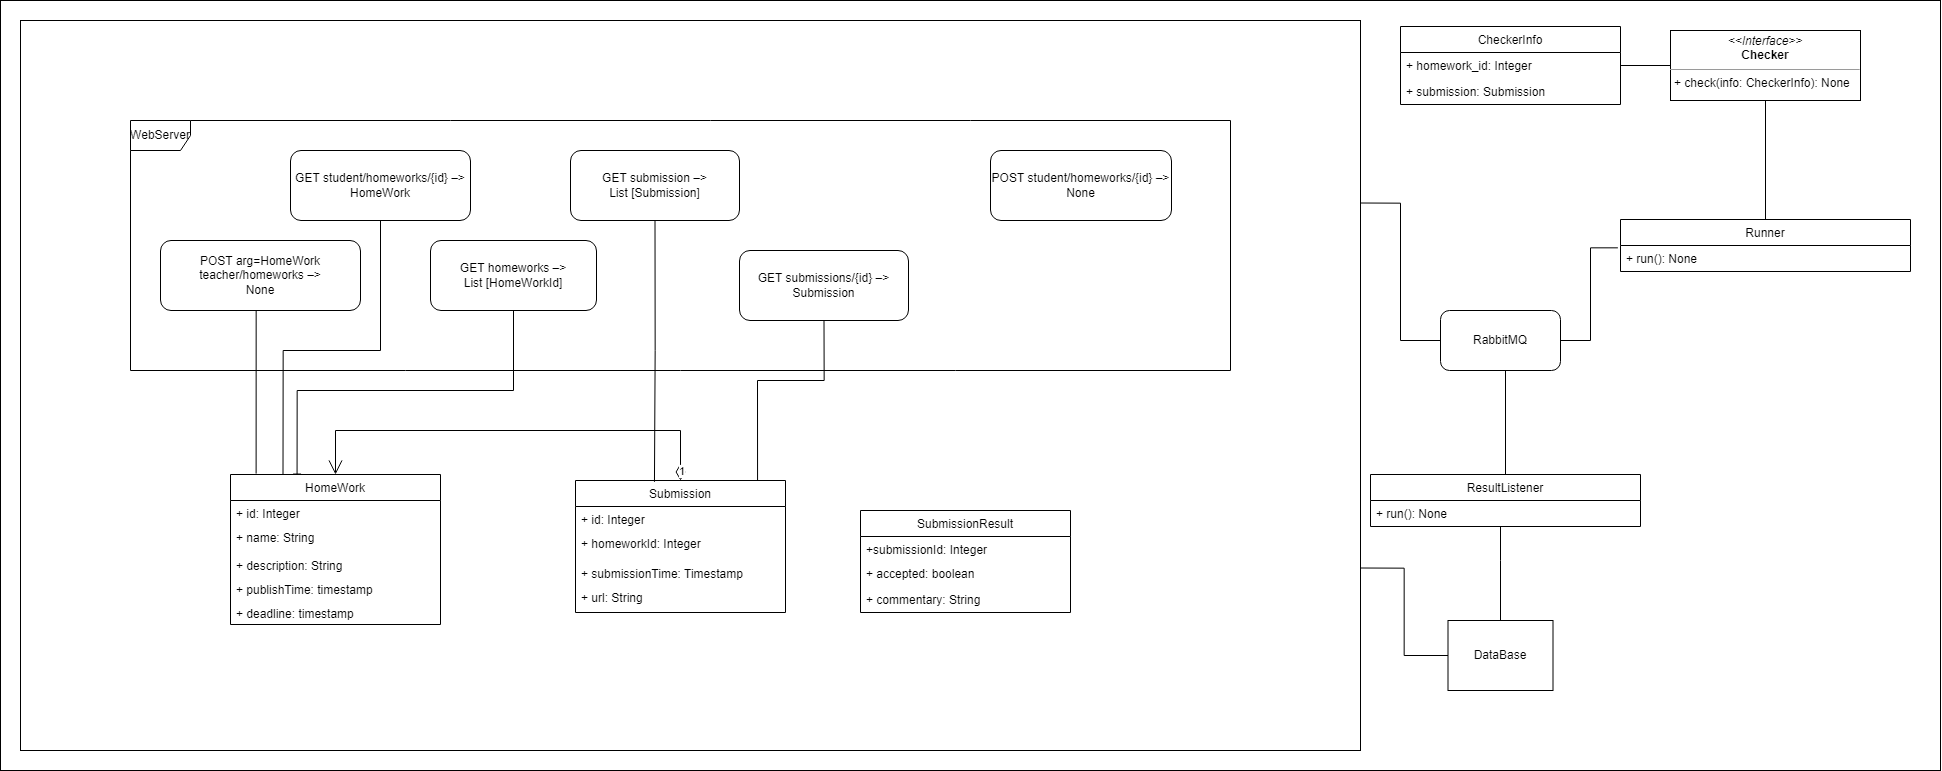 WebServer
GET student/homeworks/{id} –>
HomeWork
GET submission –>
List [Submission]
POST student/homeworks/{id} –>
None
POST arg=HomeWork
teacher/homeworks –>
None
GET homeworks –>
List [HomeWorkId]
GET submissions/{id} –>
Submission
1
HomeWork
+ id: Integer
+ name: String
+ description: String
+ publishTime: timestamp
+ deadline: timestamp
Submission
+ id: Integer
+ homeworkId: Integer
+ submissionTime: Timestamp
+ url: String
SubmissionResult
+submissionId: Integer
+ accepted: boolean
+ commentary: String
CheckerInfo
+ homework_id: Integer
+ submission: Submission
<<Interface>>
Checker
+ check(info: CheckerInfo): None
Runner
+ run(): None
RabbitMQ
ResultListener
+ run(): None
DataBase